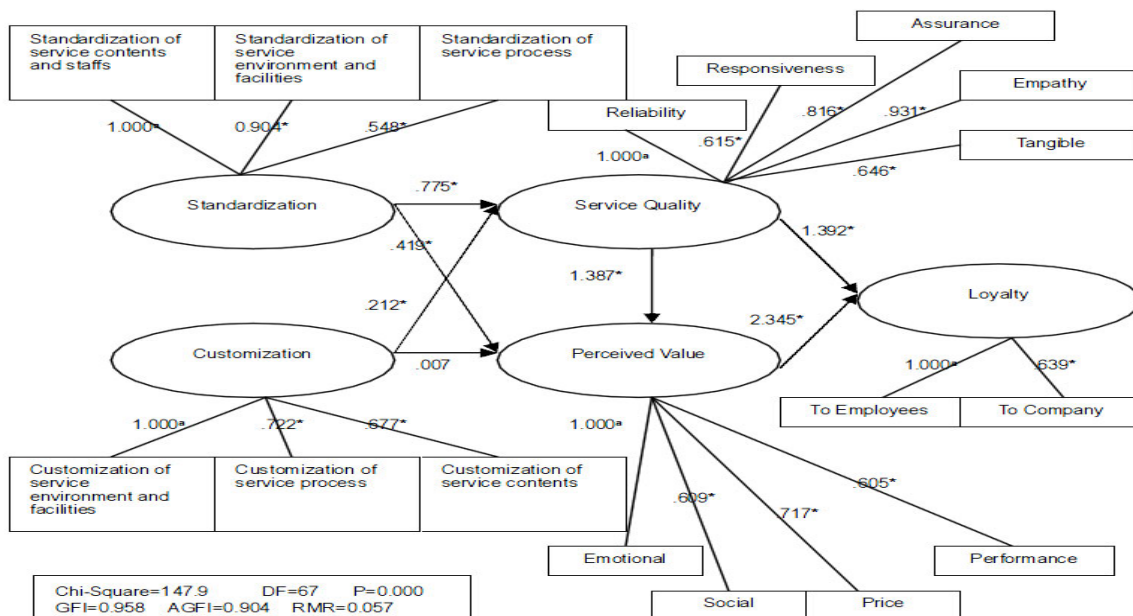 Assurance
Standardization of
service contents
and staffs
Standardization of
service
environment and
facilities
Standardization of
service process
Responsiveness
Empathy
Reliability
Tangible
1.000ª
0.904*
.548*
1.000ª
.615*
.816*
.931*
.646*
Standardization
.775*
Service Quality
.419*
1.392*
1.387*
Loyalty
.212*
2.345*
Customization
.007
Perceived Value
1.000ª
.639*
To Employees
To Company
1.000ª
.722*
.677*
1.000ª
.609*
.717*
.605*
Customization of
service
environment and
facilities
Customization of
service process
Customization of
service contents
Emotional
Performance
Social
Price
Chi-Square=147.9 DF=67 P=0.000
GFI=0.958 AGFI=0.904 RMR=0.057